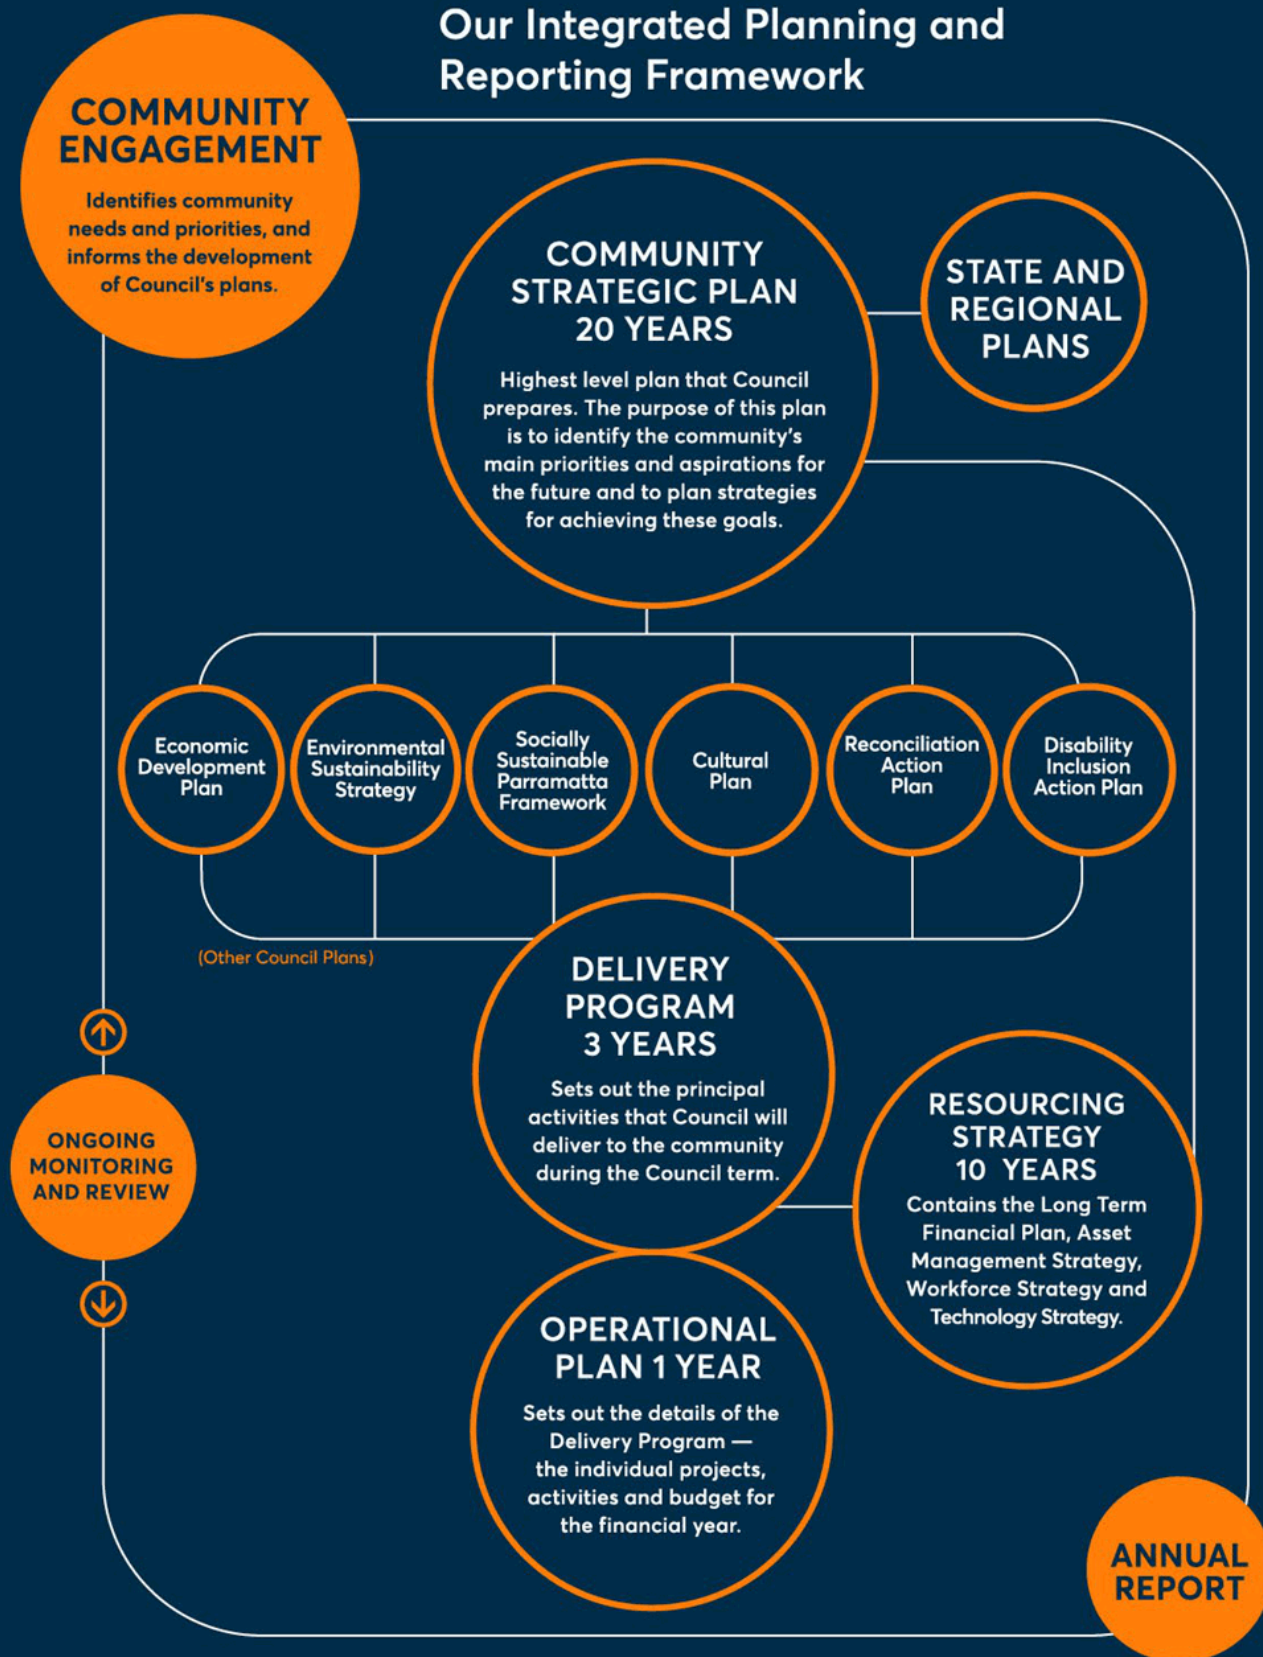 Our Integrated Planning and
Reporting Framework
COMMUNITY
ENGAGEMENT
Identifies community
needs and priorities, and
informs the development
of Council's plans.
COMMUNITY
STRATEGIC PLAN
20 YEARS
Highest level plan that Council
prepares. The purpose of this plan
is to identify the community's
main priorities and aspirations for
the future and to plan strategies
for achieving these goals.
STATE AND
REGIONAL
PLANS
Economic
Development
Plan
Environmental
Sustainability
Strategy
Socially
Sustainable
Parramatta
Framework
Cultural
Plan
Reconciliation
Action
Plan
Disability
Inclusion
Action Plan
(Other Council Plans)
DELIVERY
PROGRAM
3 YEARS
Sets out the principal
activities that Council will
deliver to the community
during the Council term.
RESOURCING
STRATEGY
10 YEARS
Contains the Long Term
Financial Plan, Asset
Management Strategy,
Workforce Strategy and
Technology Strategy.
ONGOING
MONITORING
AND REVIEW
OPERATIONAL
PLAN 1 YEAR
Sets out the details of the
Delivery Program —
the individual projects,
activities and budget for
the financial year.
ANNUAL
REPORT